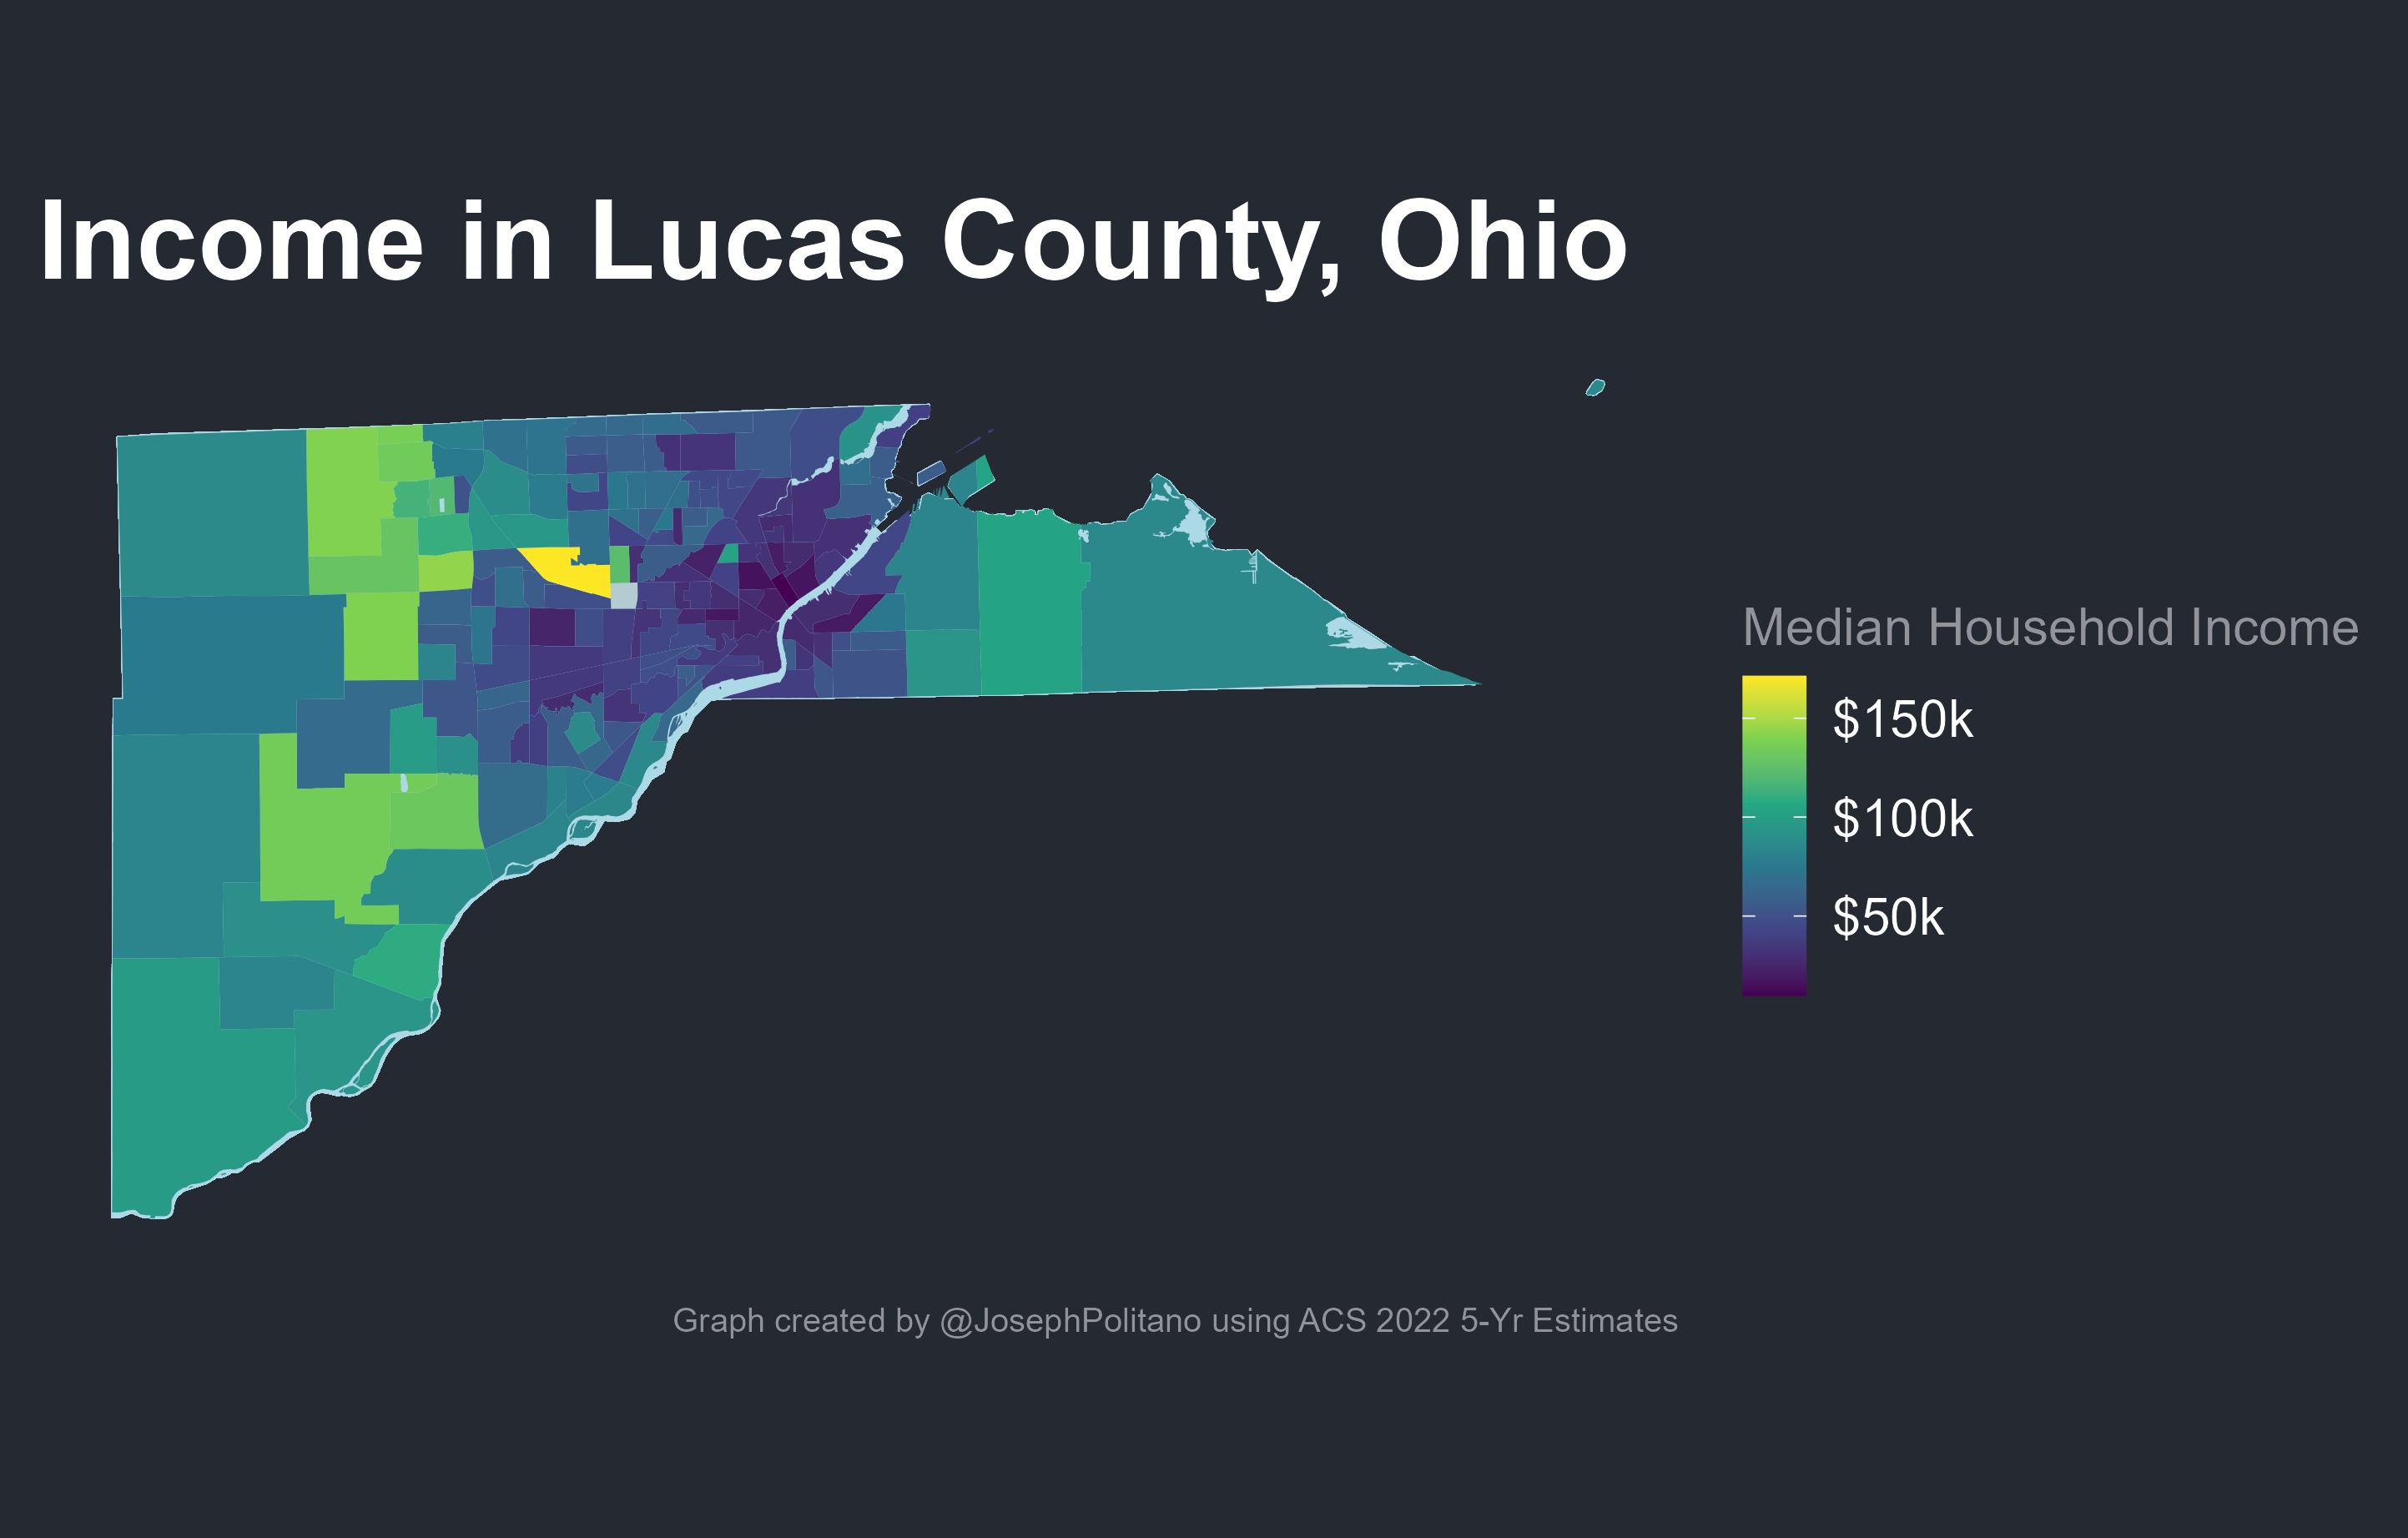 Income in Lucas County, Ohio
Median Household Income
$150k
$100k
$50k
Graph created by @JosephPolitano using ACS 2022 5-Yr Estimates